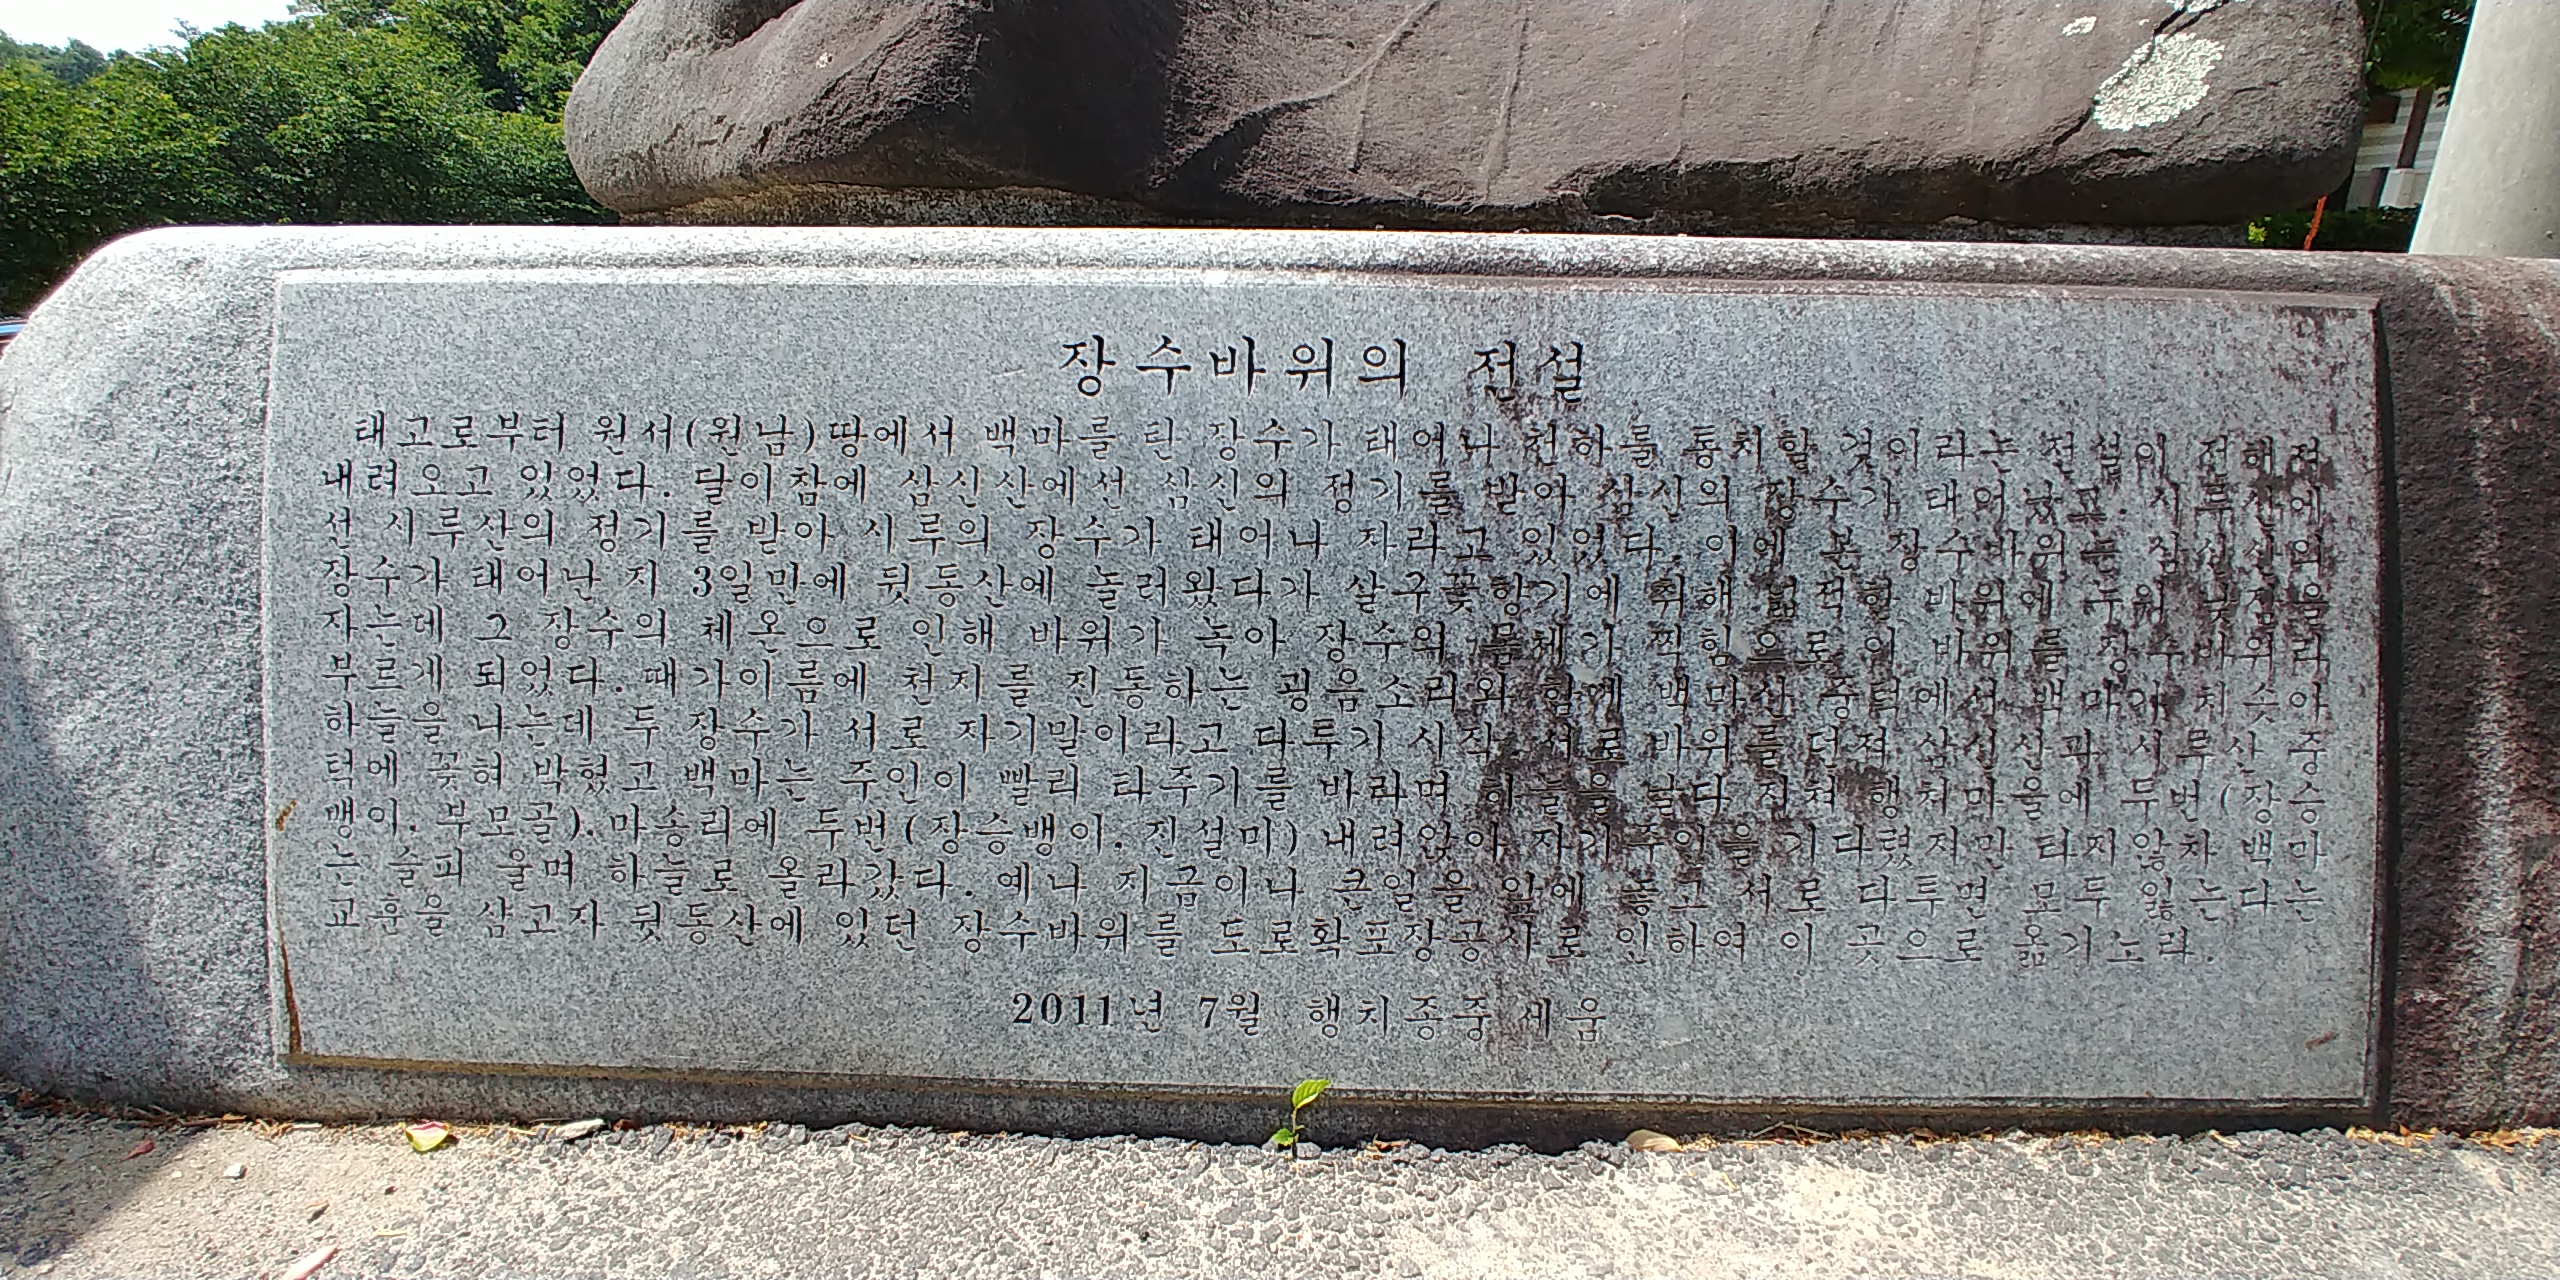 장수바위의 전설
태고로부터 원서(원남)땅에서 백마를 탄 장수가 태어나 천하를 통치할 것이라는 전설이 전해져
내려오고 있었다. 달이참에 삼신산에선 삼신의 정기를 받아 삼신의 장수가 태어났고. 시루산에
선 시루산의 정기를 받아 시루의 장수가 태어나 자라고 있었다. 이에 본 장수바위는 삼신산의
장수가 태어난 지 3일만에 뒷동산에 놀러왔다가 살구꽃향기에 취해 넓적한 바위에 누워 낮잠을
자는데 그 장수의 체온으로 인해 바위가 녹아 장수의 몸체가 찍힘으로 이 바위를 장수바위라
부르게 되었다. 때가이름에 천지를 진동하는 굉음소리와 함께 백마산 중턱에서 백마가 치솟아
하늘을 나는데 두 장수가 서로 자기말이라고 다투기 시작. 서로 바위를 던져 삼신산과 시루산 중
턱에 꽂혀 박혔고 백마는 주인이 빨리 타주기를 바라며 하늘을 날다 지쳐 행치마을에 두번(장승
뱅이. 부모골). 마송리에 두번(장승뱅이. 진설미) 내려앉아 자기주인을 기다렸지만 타지않차 백마
는 슬피 울며 하늘로 올라갔다. 예나 지금이나 큰일을 앞에 놓고 서로 다투면 모두 잃는다는
교훈을 삼고자 뒷동산에 있던 장수바위를 도로확포장공사로 인하여 이 곳으로 옮기노라.
2011년 7월 행치종중 세움